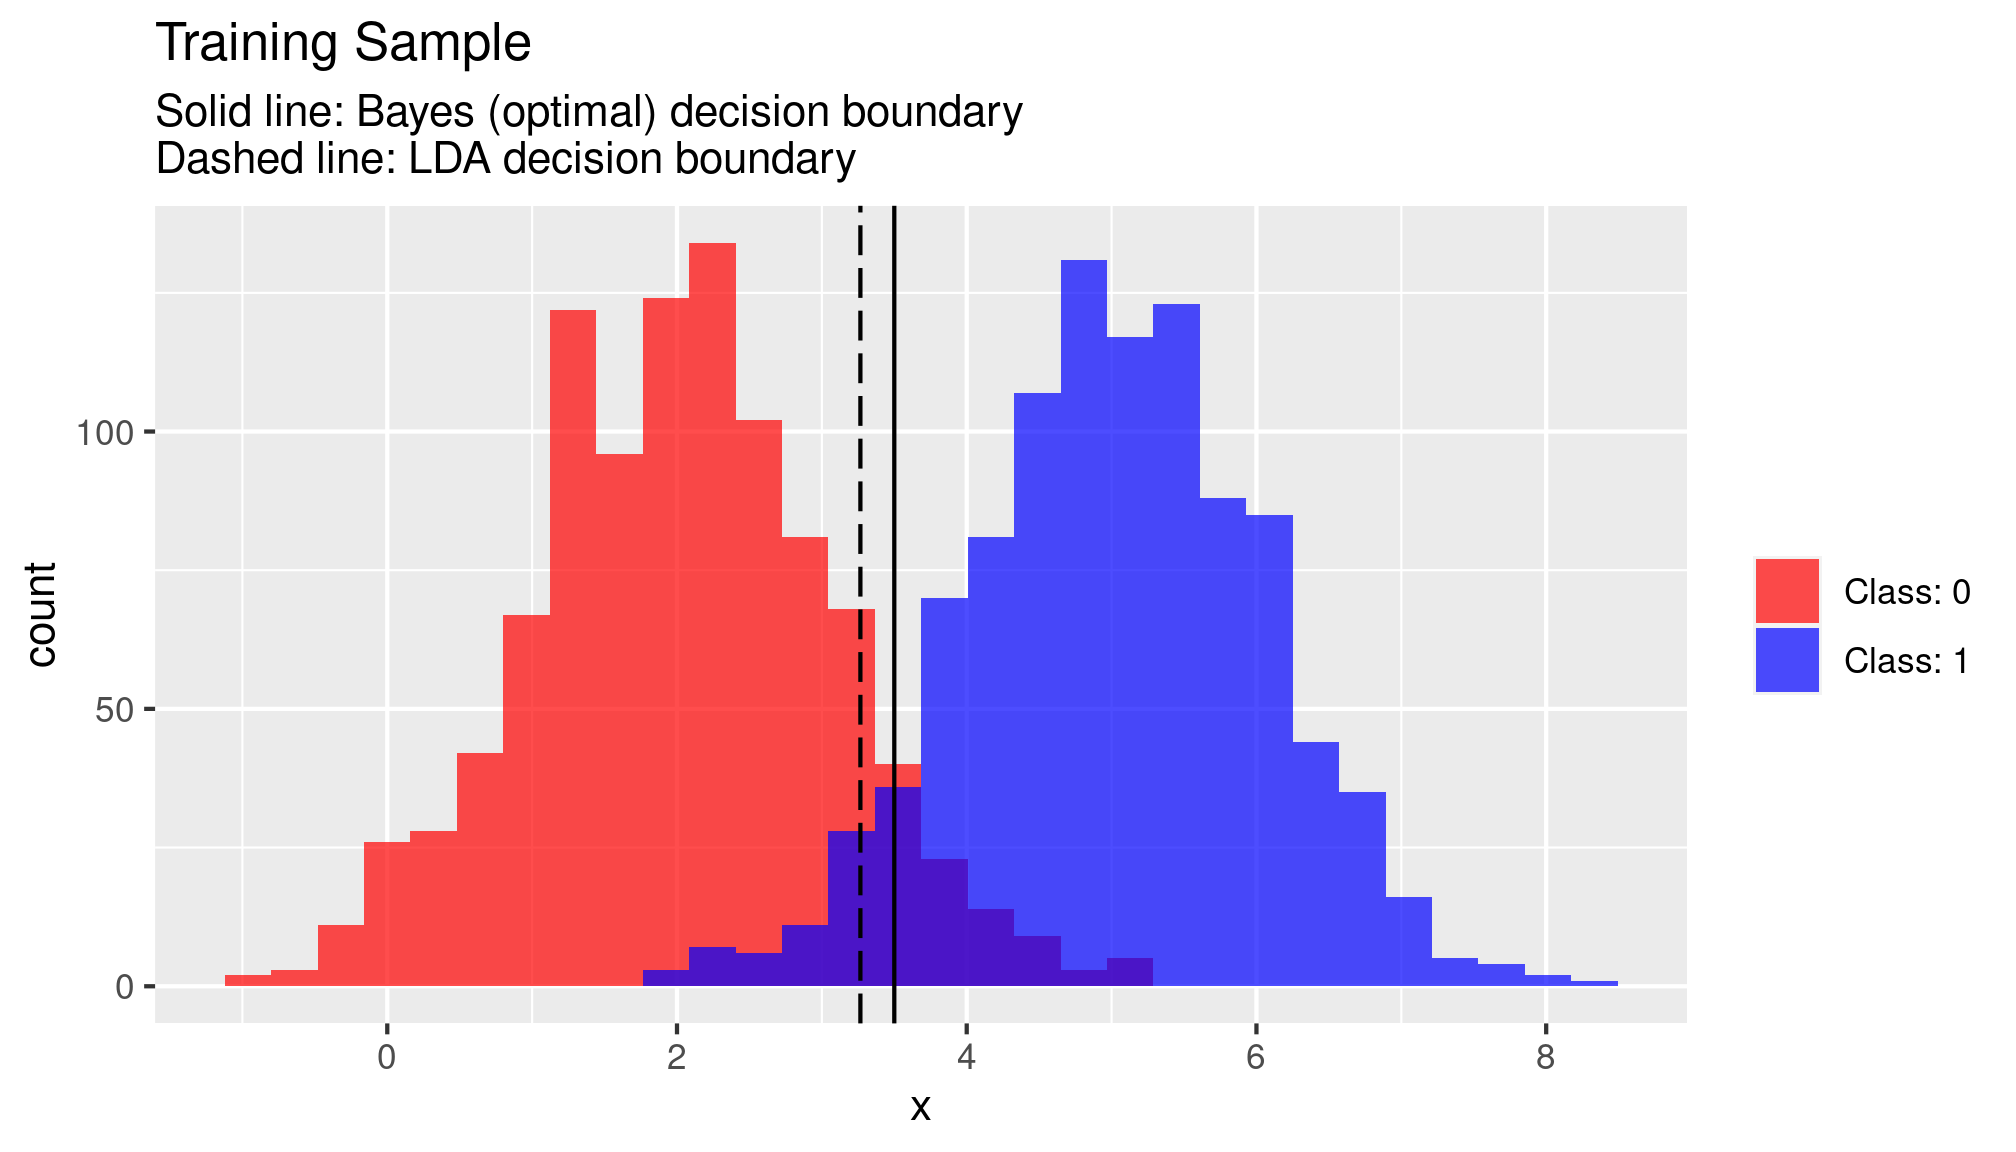 Training Sample
Solid line: Bayes (optimal) decision boundary
Dashed line: LDA decision boundary
count
100
50
0
0
2
4
6
8
x
Class: 0
Class: 1